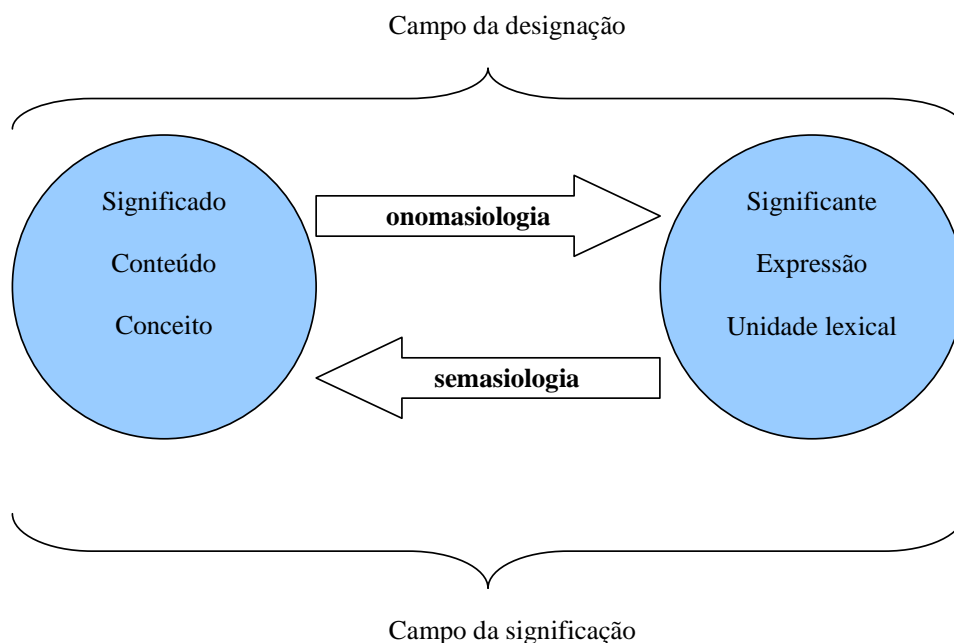 Campo da designação
Significado
Conteúdo
Conceito
onomasiologia
semasiologia
Significante
Expressão
Unidade lexical
Campo da significação